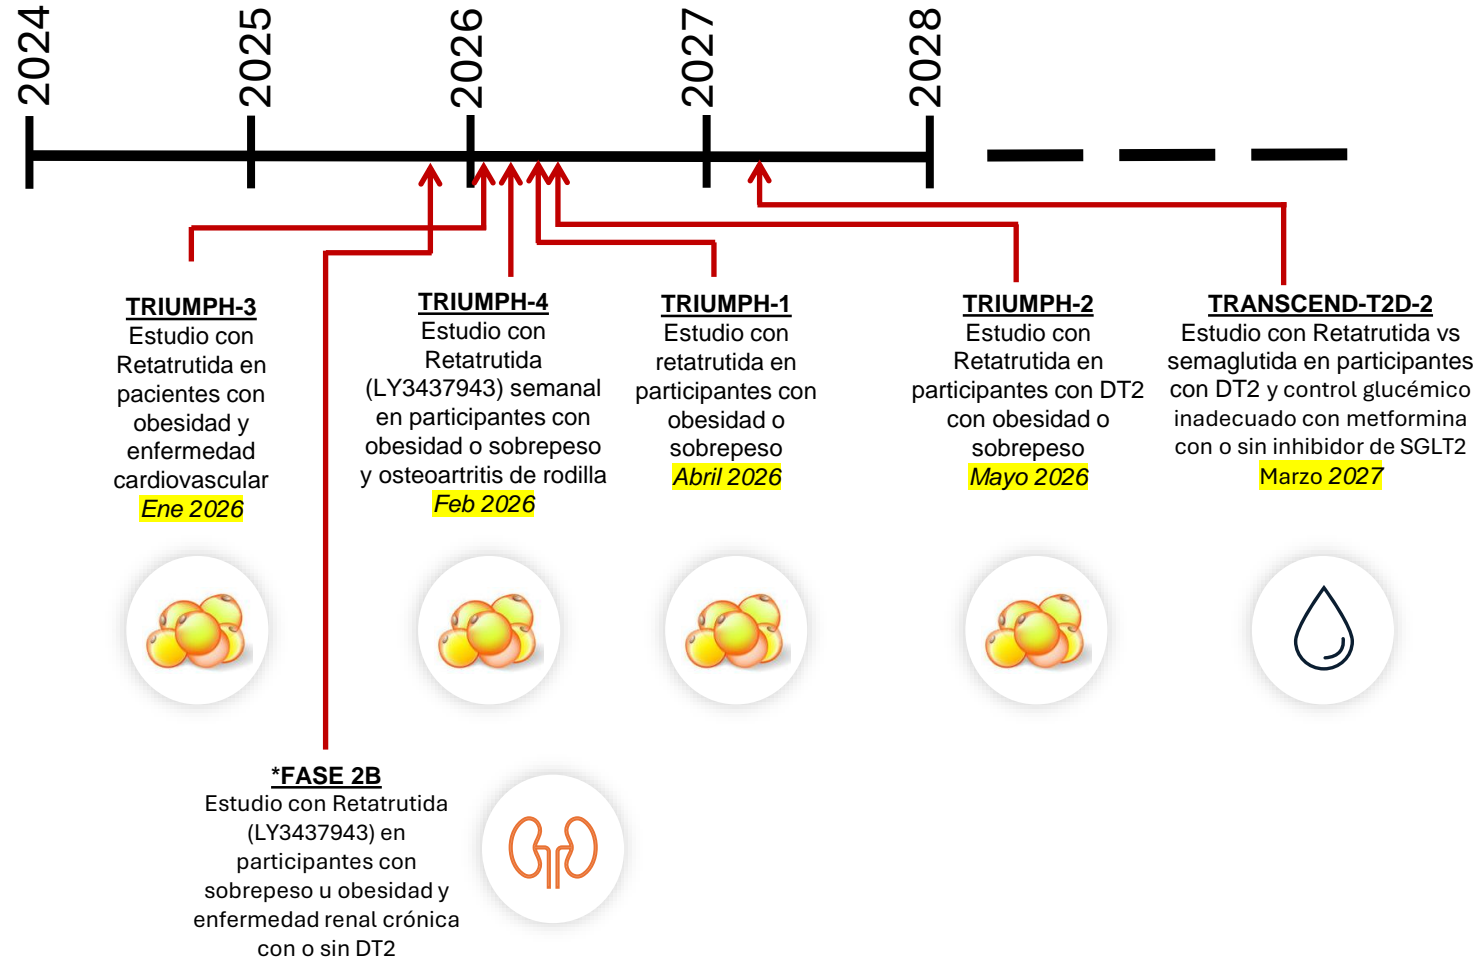 2024
2025
2026
2027
2028
TRIUMPH-3
Estudio con
Retatrutida en
pacientes con
obesidad y
enfermedad
cardiovascular
Ene 2026
TRIUMPH-4
Estudio con
Retatrutida
(LY3437943) semanal
en participantes con
obesidad o sobrepeso
y osteoartritis de rodilla
Feb 2026
TRIUMPH-1
Estudio con
retatrutida en
participantes con
obesidad o
sobrepeso
Abril 2026
TRIUMPH-2
Estudio con
Retatrutida en
participantes con DT2
con obesidad o
sobrepeso
Mayo 2026
TRANSCEND-T2D-2
Estudio con Retatrutida vs
semaglutida en participantes
con DT2 y control glucémico
inadecuado con metformina
con o sin inhibidor de SGLT2
Marzo 2027
*FASE 2B
Estudio con Retatrutida
(LY3437943) en
participantes con
sobrepeso u obesidad y
enfermedad renal crónica
con o sin DT2